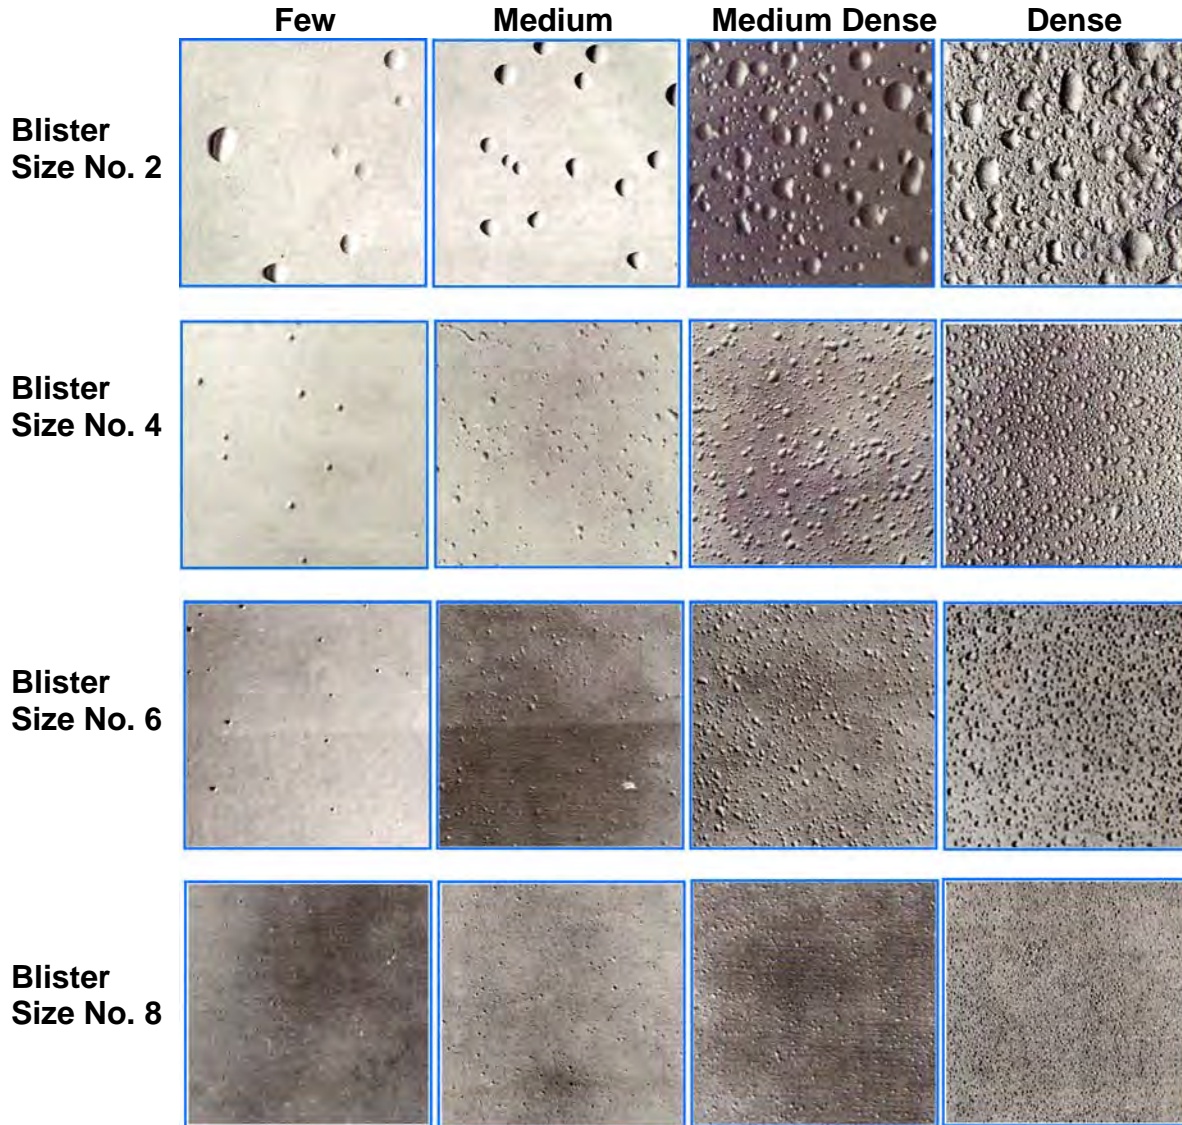 Few Medium Medium Dense Dense
Blister
Size No. 2
Blister
Size No. 4
Blister
Size No. 6
Blister
Size No. 8